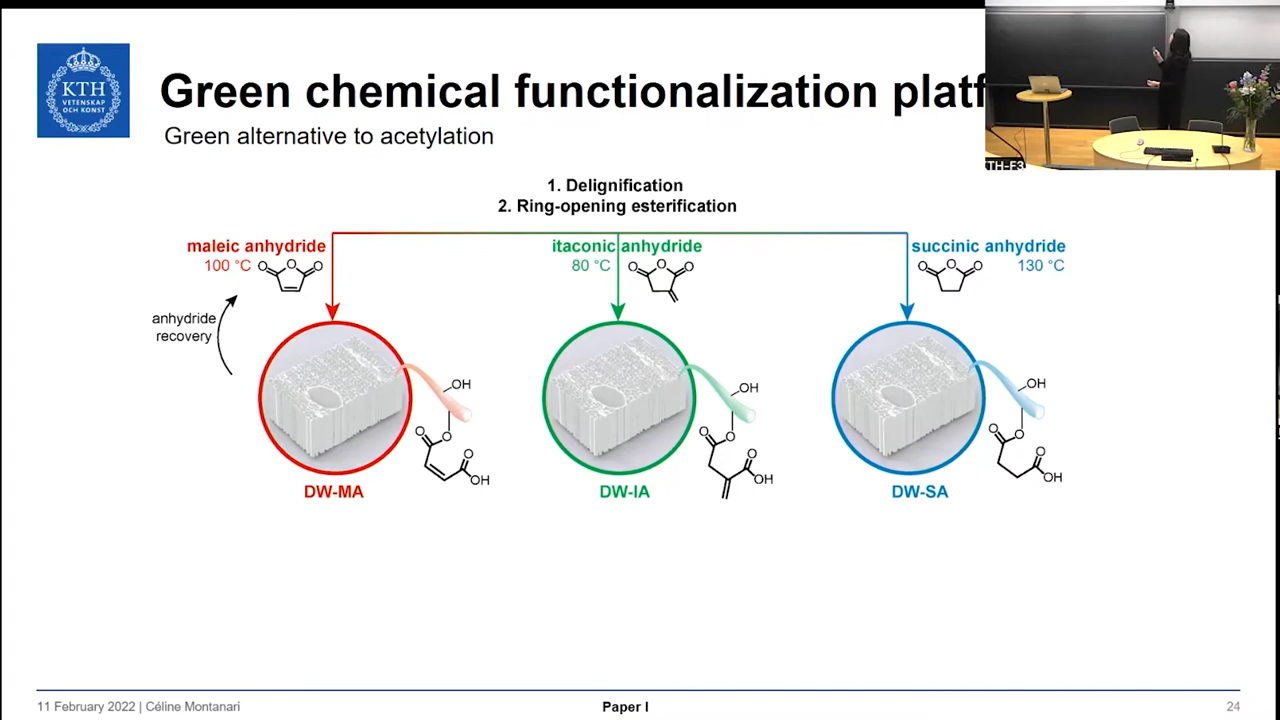 KTH
VETENSKAP
OCH KONST
Green chemical functionalization platf
Green alternative to acetylation
KTH-F3
1. Delignification
2. Ring-opening esterification
maleic anhydride
100 °C
O O O
itaconic anhydride
80 °C
O O O
succinic anhydride
130 °C
O O O
anhydride
recovery
OH
O
O
O
OH
DW-MA
OH
O
O
O
OH
DW-IA
OH
O
O
O
OH
DW-SA
11 February 2022 | Céline Montanari
Paper I
24